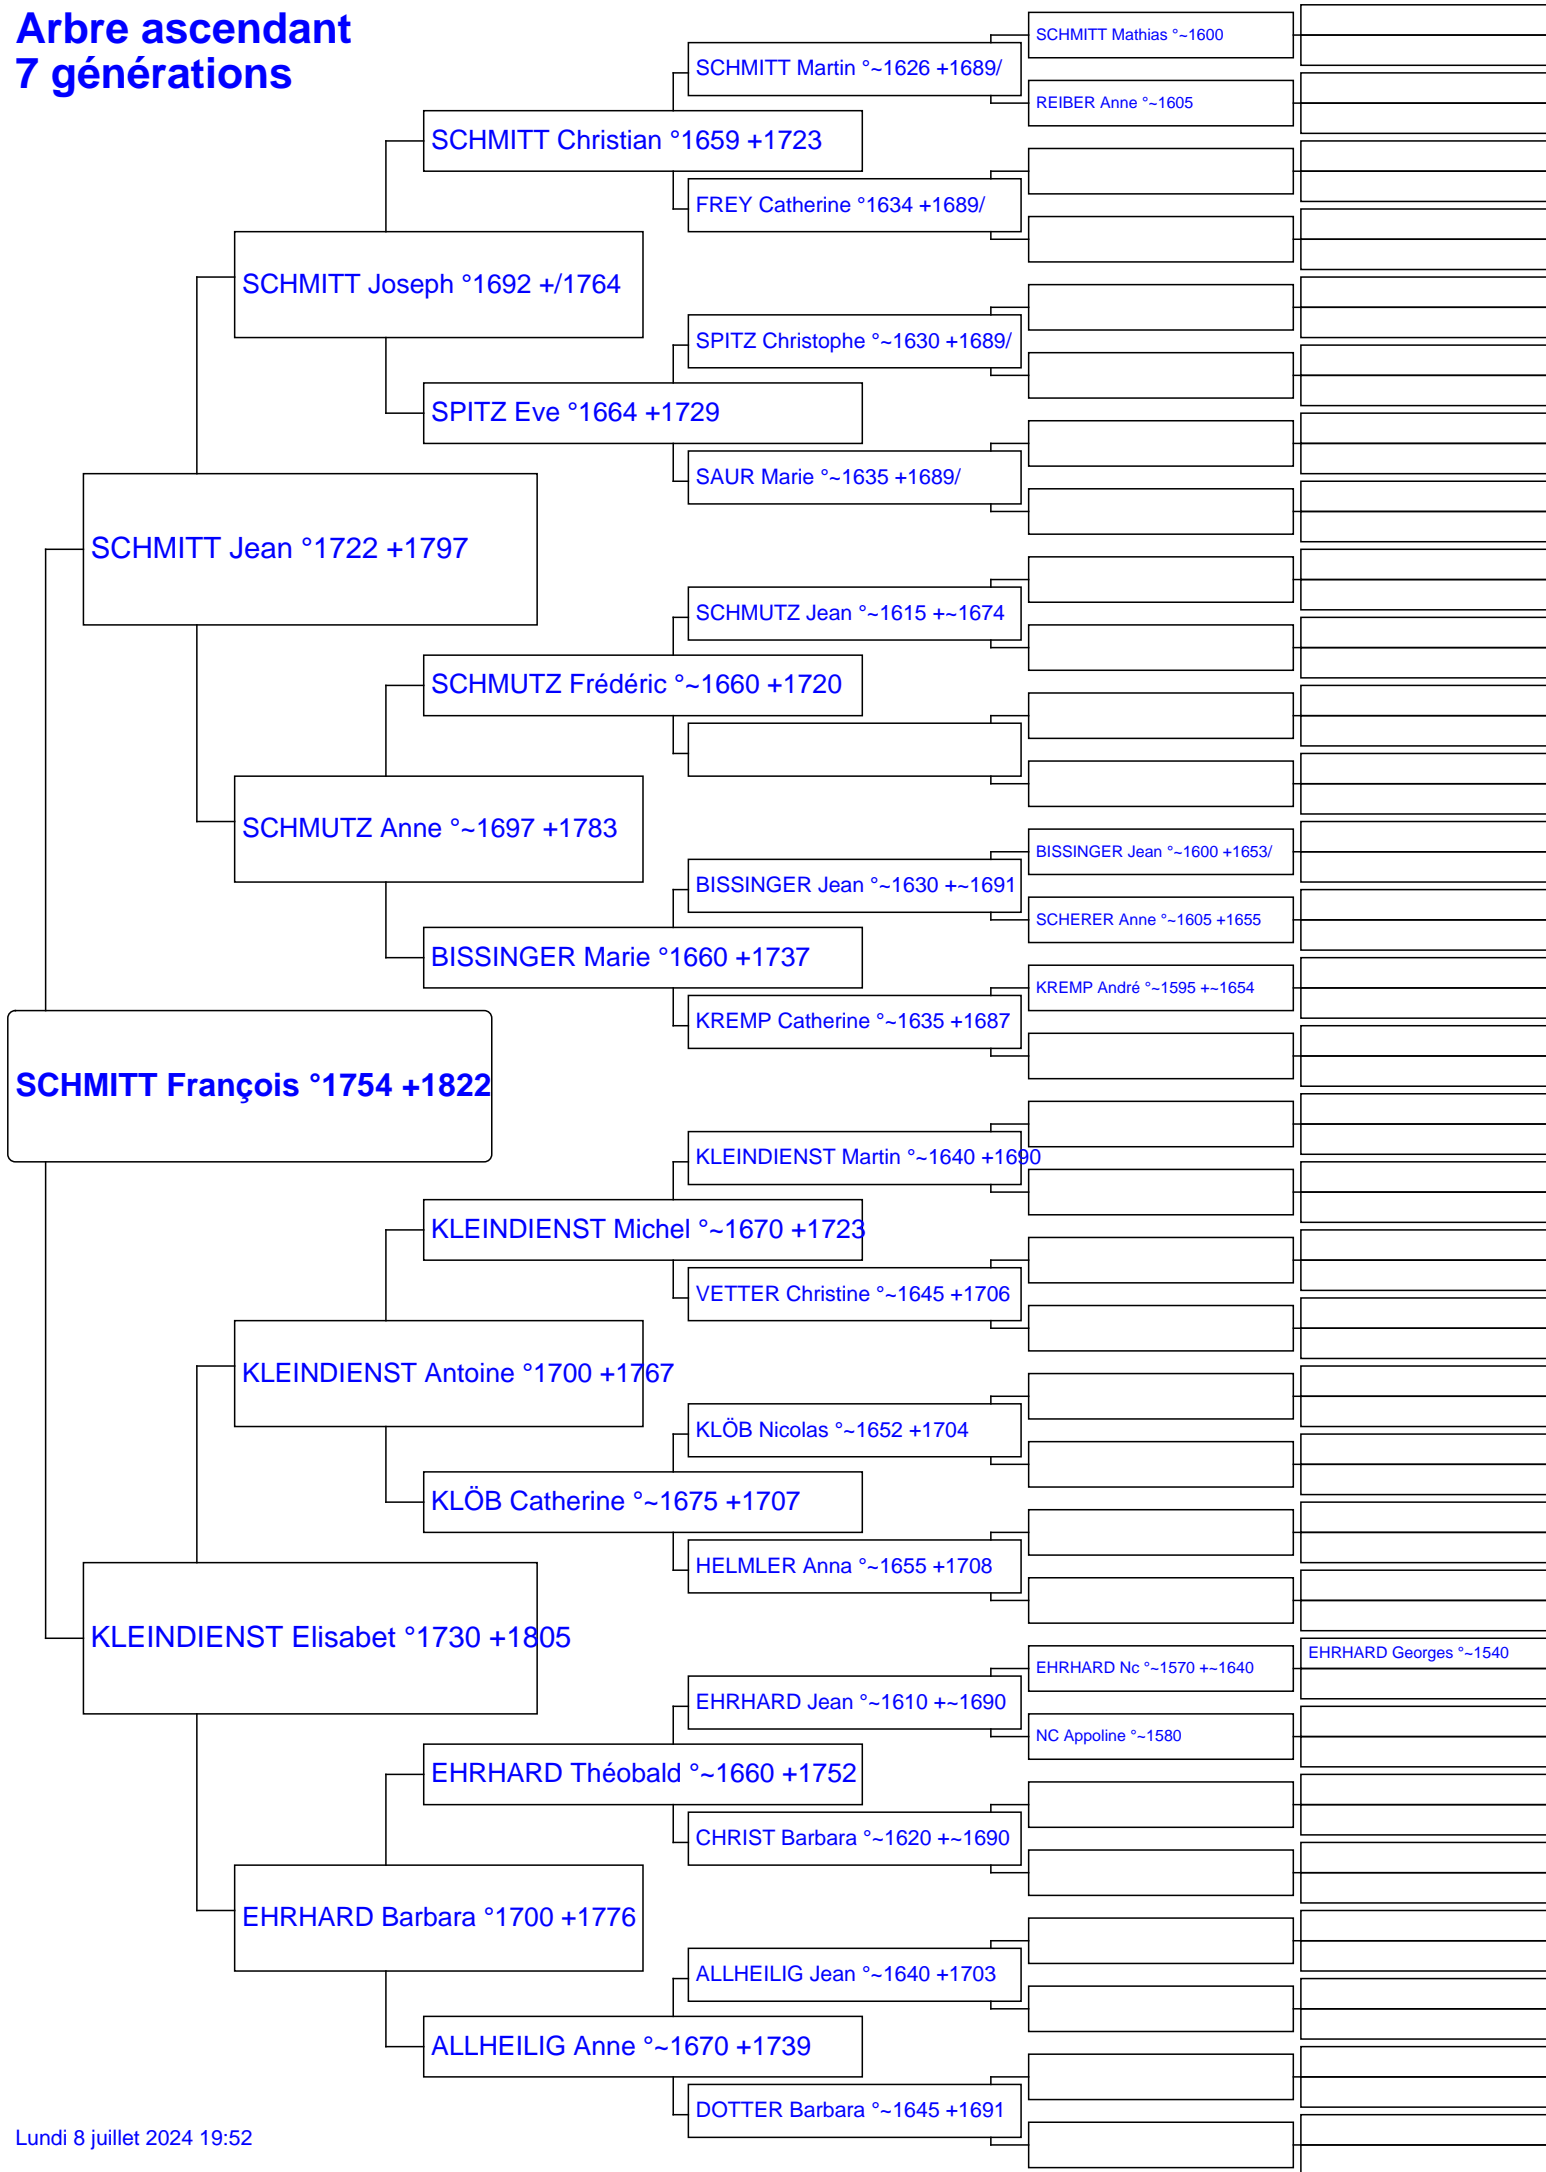 Arbre ascendant
7 générations
SCHMITT Mathias °~1600
SCHMITT Martin °~1626 +1689/
REIBER Anne °~1605
SCHMITT Christian °1659 +1723
FREY Catherine °1634 +1689/
SCHMITT Joseph °1692 +/1764
SPITZ Christophe °~1630 +1689/
SPITZ Eve °1664 +1729
SAUR Marie °~1635 +1689/
SCHMITT Jean °1722 +1797
SCHMUTZ Jean °~1615 +~1674
SCHMUTZ Frédéric °~1660 +1720
SCHMUTZ Anne °~1697 +1783
BISSINGER Jean °~1600 +1653/
BISSINGER Jean °~1630 +~1691
SCHERER Anne °~1605 +1655
BISSINGER Marie °1660 +1737
KREMP André °~1595 +~1654
KREMP Catherine °~1635 +1687
SCHMITT François °1754 +1822
KLEINDIENST Martin °~1640 +1690
KLEINDIENST Michel °~1670 +1723
VETTER Christine °~1645 +1706
KLEINDIENST Antoine °1700 +1767
KLÖB Nicolas °~1652 +1704
KLÖB Catherine °~1675 +1707
HELMLER Anna °~1655 +1708
KLEINDIENST Elisabet °1730 +1805
EHRHARD Georges °~1540
EHRHARD Nc °~1570 +~1640
EHRHARD Jean °~1610 +~1690
NC Appoline °~1580
EHRHARD Théobald °~1660 +1752
CHRIST Barbara °~1620 +~1690
EHRHARD Barbara °1700 +1776
ALLHEILIG Jean °~1640 +1703
ALLHEILIG Anne °~1670 +1739
DOTTER Barbara °~1645 +1691
Lundi 8 juillet 2024 19:52